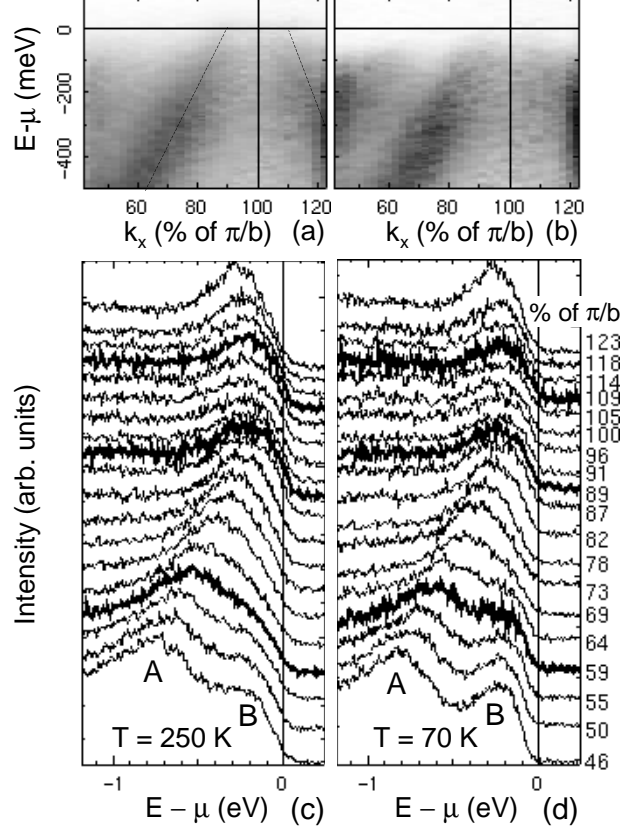 E-μ (meV)
0
-200
-400
40 60 80 100 120
40 60 80 100 120
k_x (% of π/b) (a)
k_x (% of π/b) (b)
Intensity (arb. units)
% of π/b
123
118
114
109
105
100
96
91
89
87
82
78
73
69
64
59
55
50
46
A
B
T = 250 K
A
B
T = 70 K
-1 0
-1 0
E – μ (eV) (c)
E – μ (eV) (d)